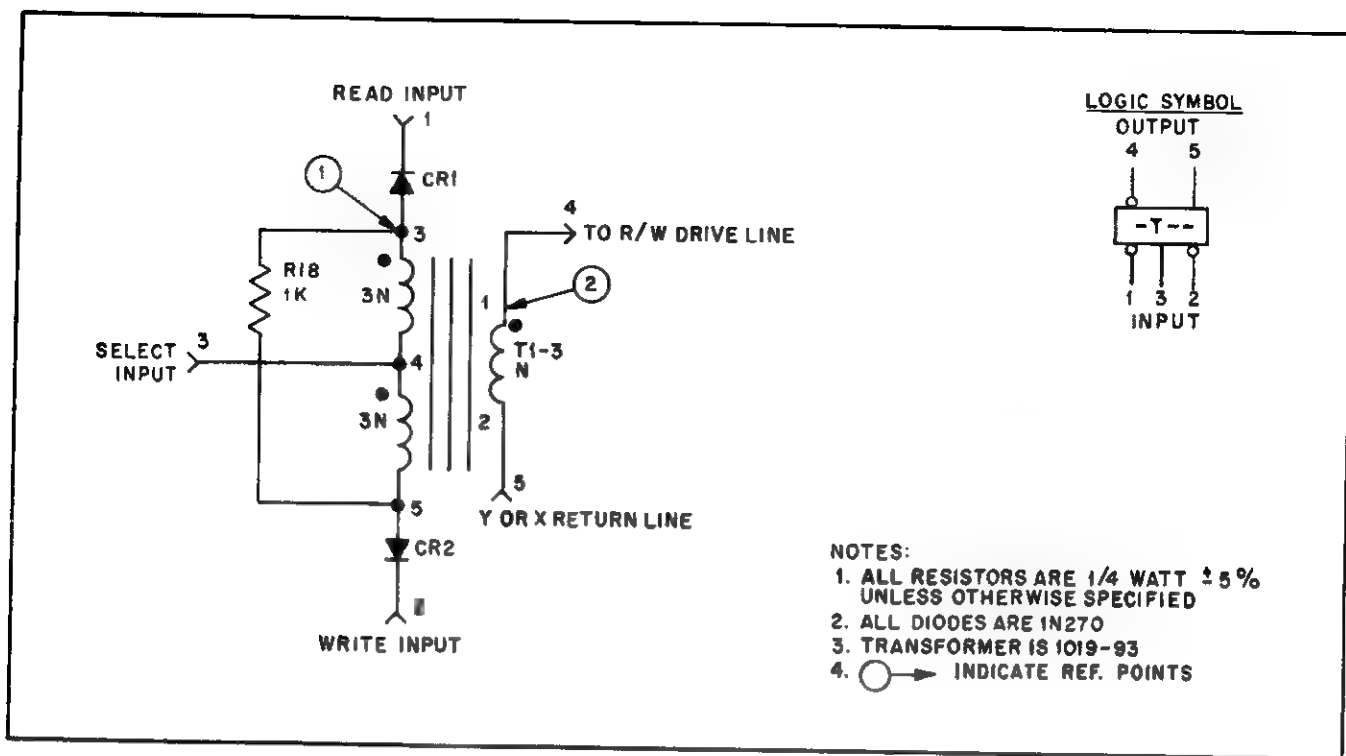 READ INPUT
1
1
CR1
3
R18
1K
3N
4
TO R/W DRIVE LINE
2
1
SELECT
INPUT
3
4
T1-3
N
3N
2
5
5
Y OR X RETURN LINE
CR2
WRITE INPUT
LOGIC SYMBOL
OUTPUT
4 5
-T--
1 3 2
INPUT
NOTES:
1. ALL RESISTORS ARE 1/4 WATT ±5%
UNLESS OTHERWISE SPECIFIED
2. ALL DIODES ARE 1N270
3. TRANSFORMER IS 1019-93
4. INDICATE REF. POINTS